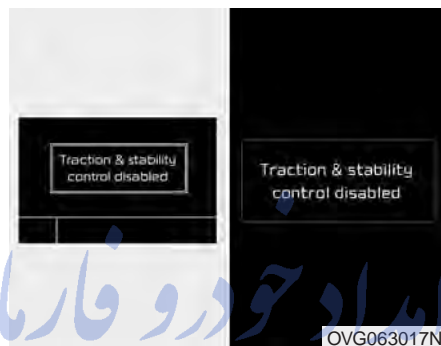 Traction & stability
control disabled
Traction & stability
control disabled
امداد خودرو فارما
OVG063017N